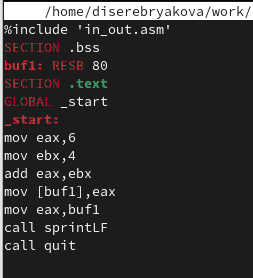 /home/diserebryakova/work/
%include 'in_out.asm'
SECTION .bss
buf1: RESB 80
SECTION .text
GLOBAL _start
_start:
mov eax,6
mov ebx,4
add eax,ebx
mov [buf1],eax
mov eax,buf1
call sprintLF
call quit